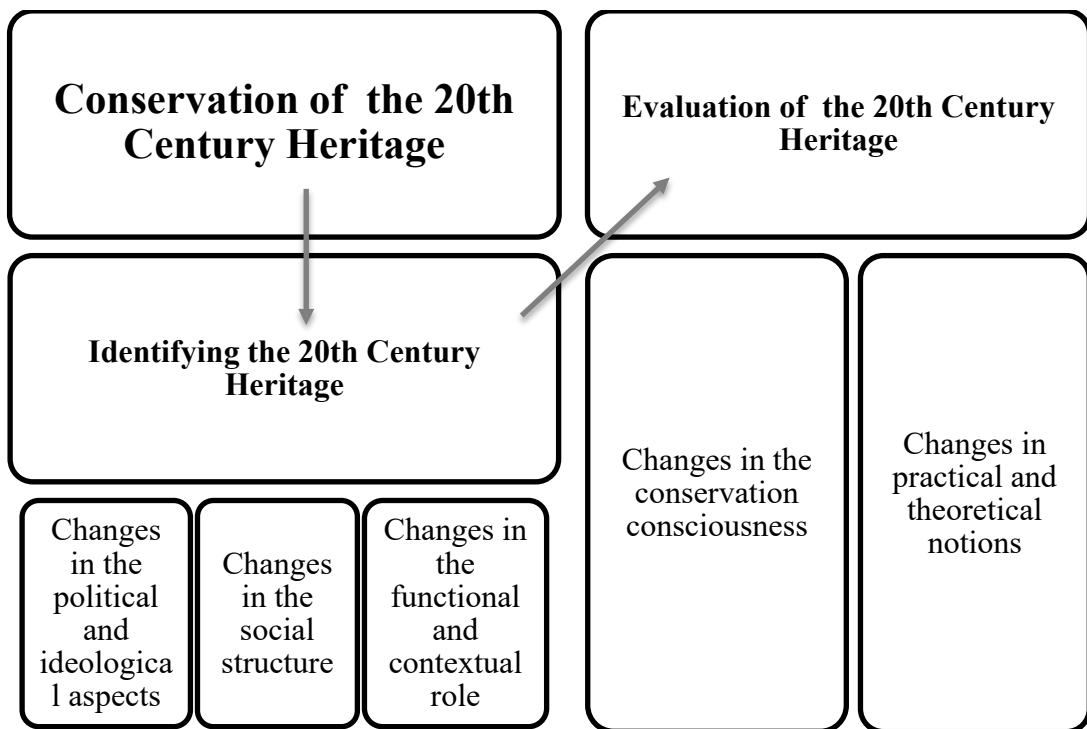 Conservation of the 20th
Century Heritage
Identifying the 20th Century
Heritage
Changes
in the
political
and
ideologica
l aspects
Changes
in the
social
structure
Changes in
the
functional
and
contextual
role
Evaluation of the 20th Century
Heritage
Changes in the
conservation
consciousness
Changes in
practical and
theoretical
notions